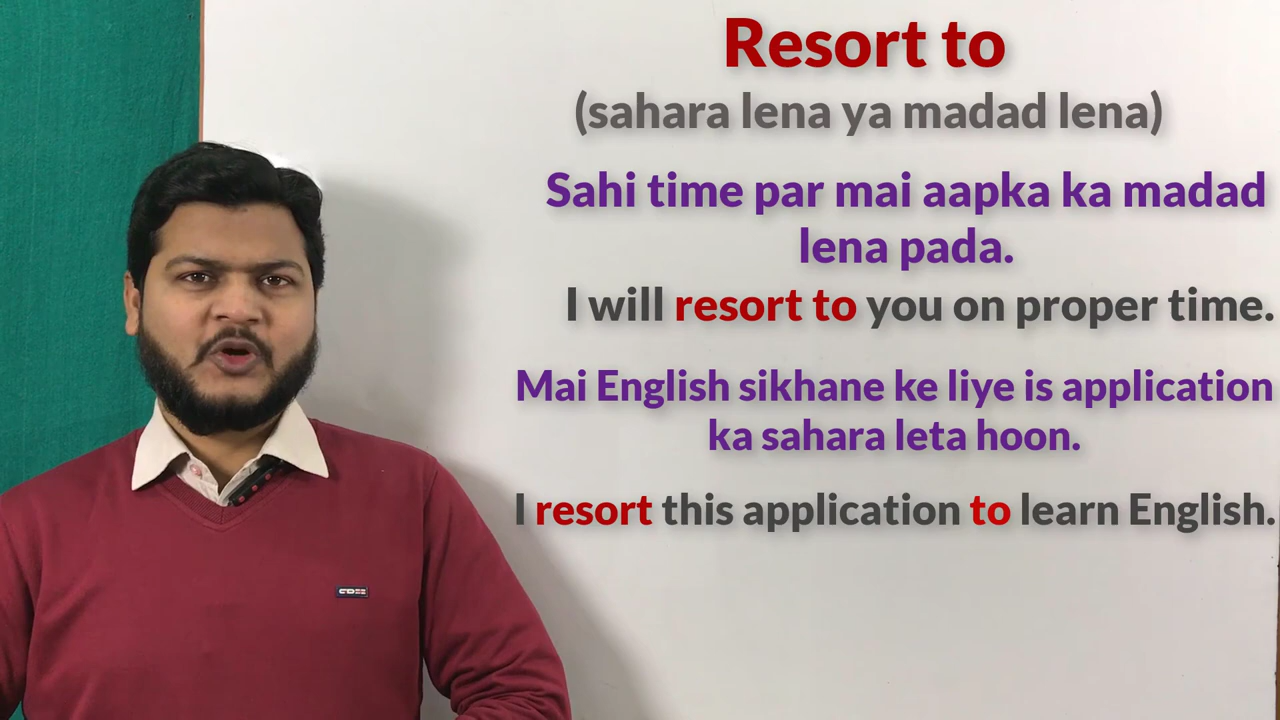 Resort to
(sahara lena ya madad lena)
Sahi time par mai aapka ka madad
lena pada.
I will resort to you on proper time.
Mai English sikhane ke liye is application
ka sahara leta hoon.
I resort this application to learn English.